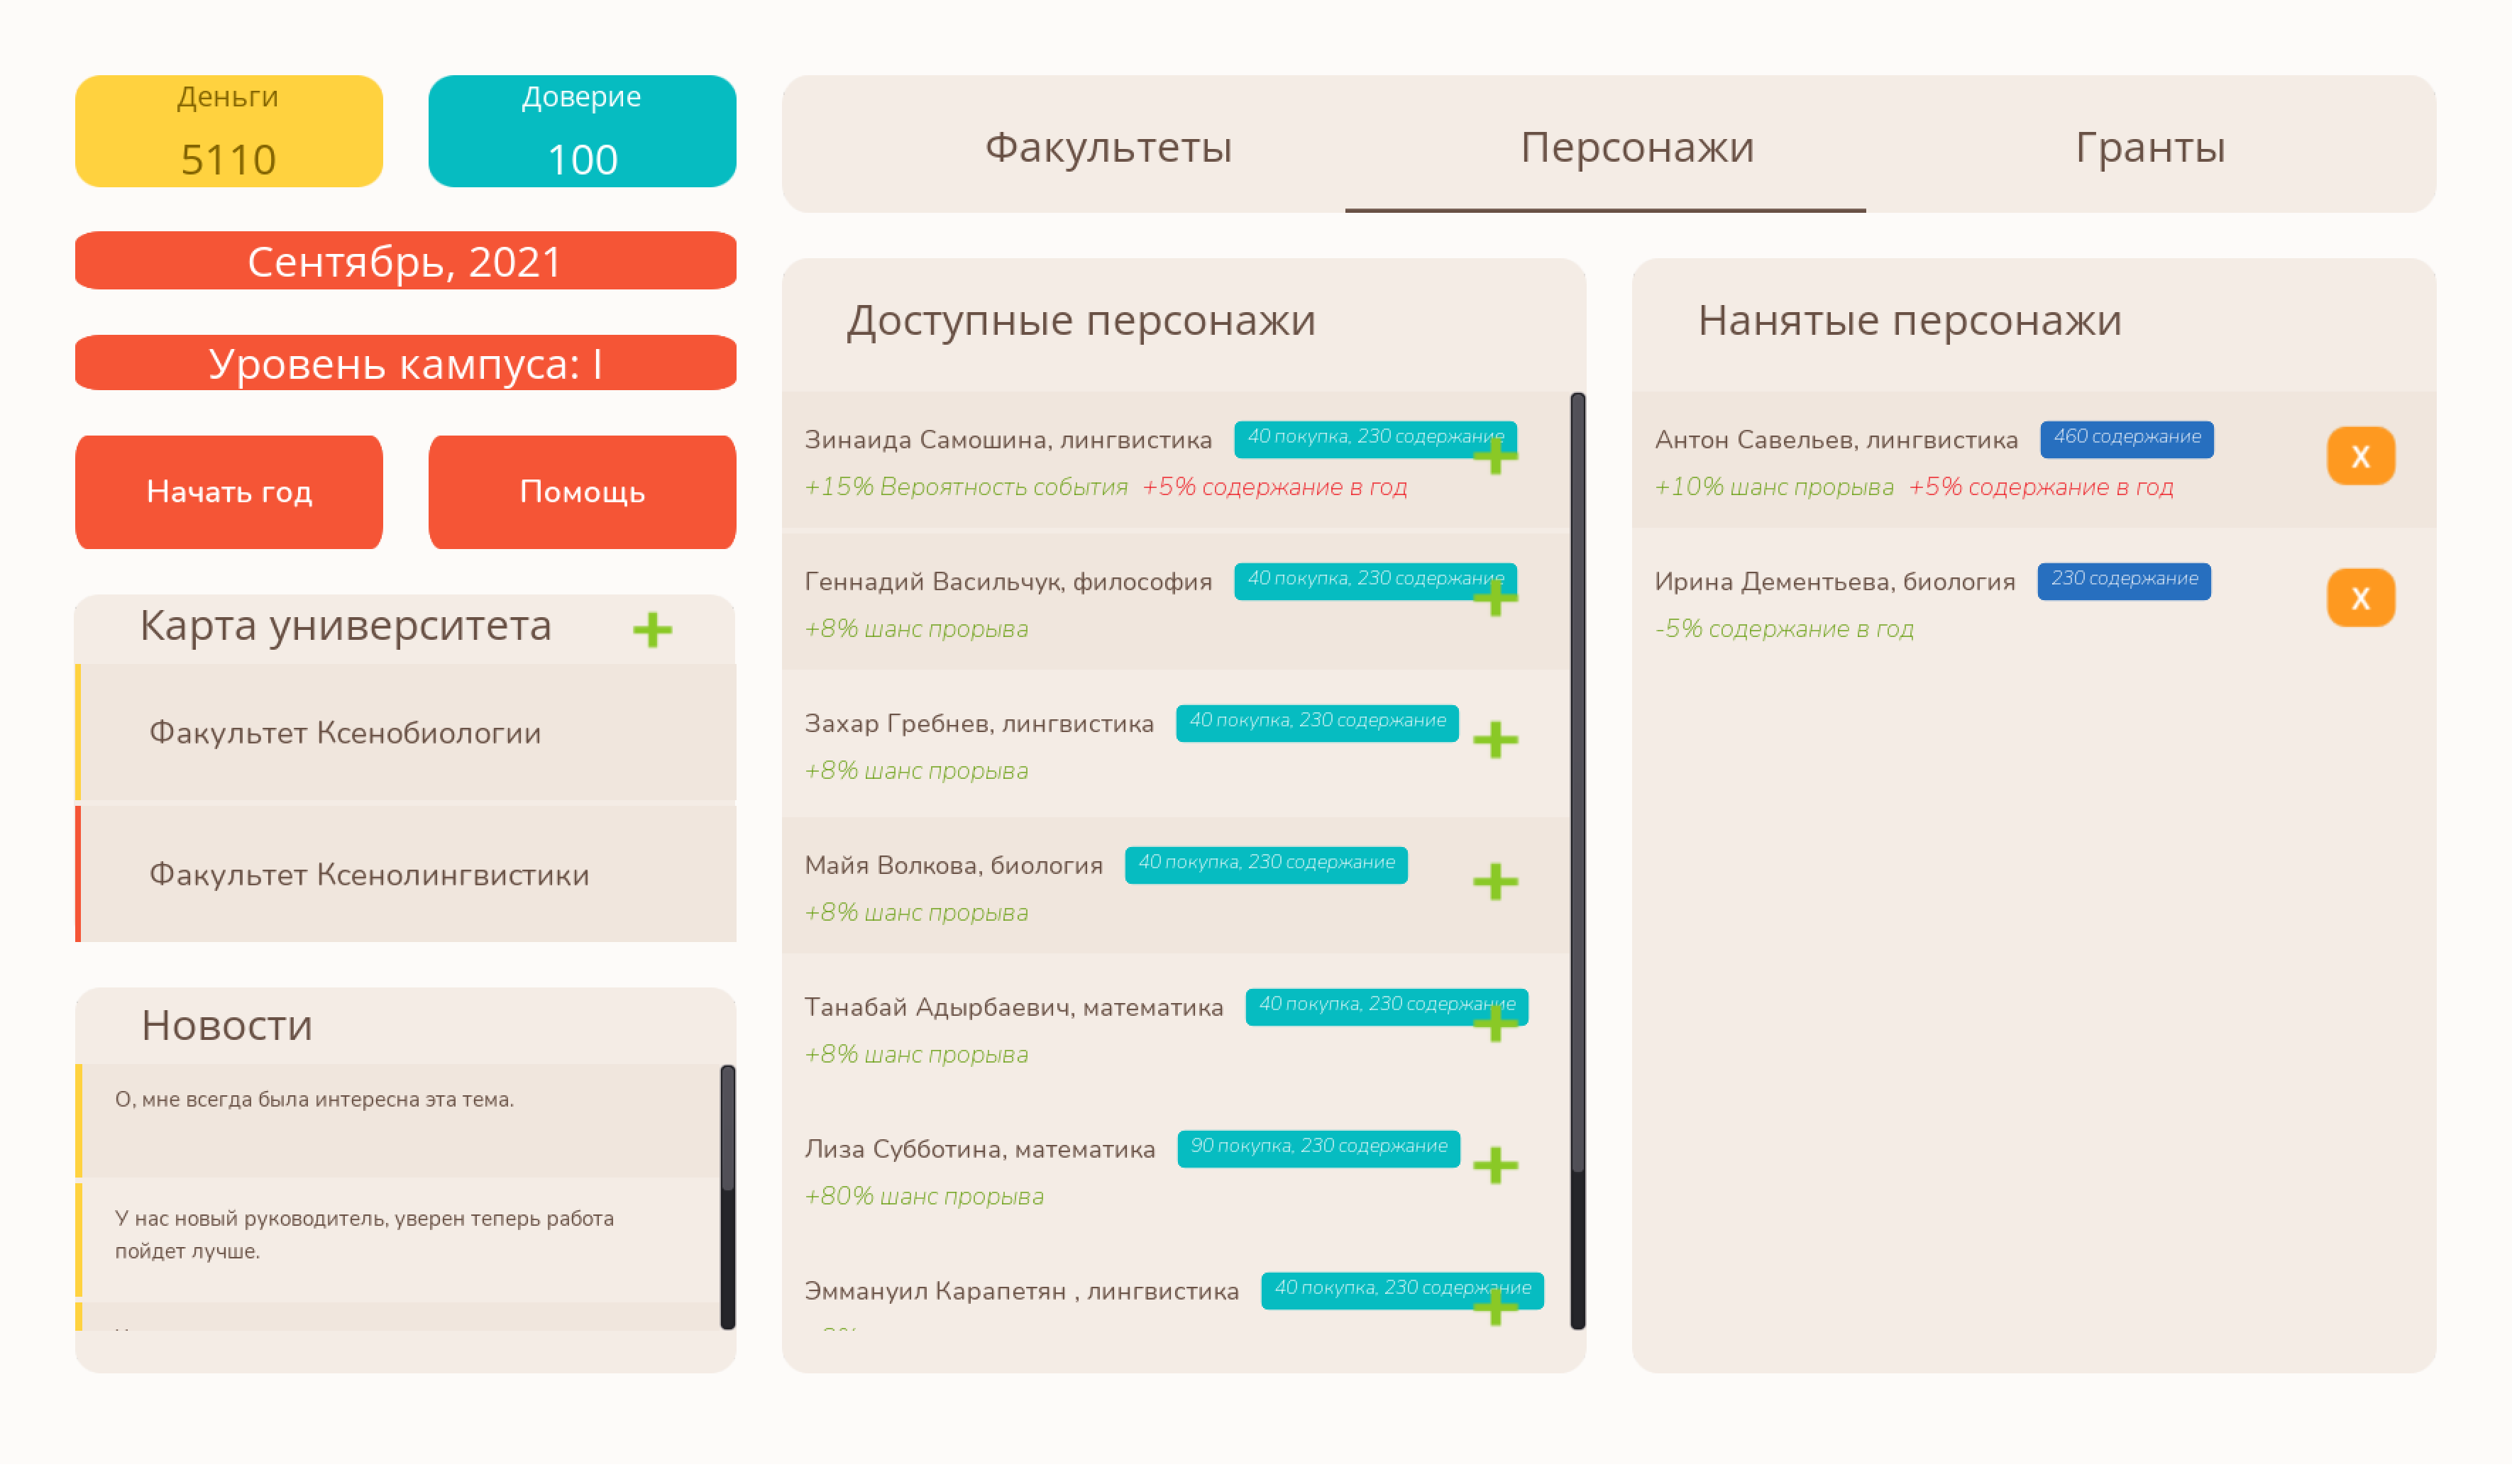 Деньги
5110
Доверие
100
Сентябрь, 2021
Уровень кампуса: I
Начать год
Помощь
Карта университета
Факультет Ксенобиологии
Факультет Ксенолингвистики
Новости
О, мне всегда была интересна эта тема.
У нас новый руководитель, уверен теперь работа
пойдет лучше.
Факультеты
Персонажи
Гранты
Доступные персонажи
Зинаида Самошина, лингвистика 40 покупка, 230 содержание
+15% Вероятность события +5% содержание в год
Геннадий Васильчук, философия 40 покупка, 230 содержание
+8% шанс прорыва
Захар Гребнев, лингвистика 40 покупка, 230 содержание
+8% шанс прорыва
Майя Волкова, биология 40 покупка, 230 содержание
+8% шанс прорыва
Танабай Адырбаевич, математика 40 покупка, 230 содержание
+8% шанс прорыва
Лиза Субботина, математика 90 покупка, 230 содержание
+80% шанс прорыва
Эммануил Карапетян , лингвистика 40 покупка, 230 содержание
Нанятые персонажи
Антон Савельев, лингвистика 460 содержание
+10% шанс прорыва +5% содержание в год
X
Ирина Дементьева, биология 230 содержание
-5% содержание в год
X